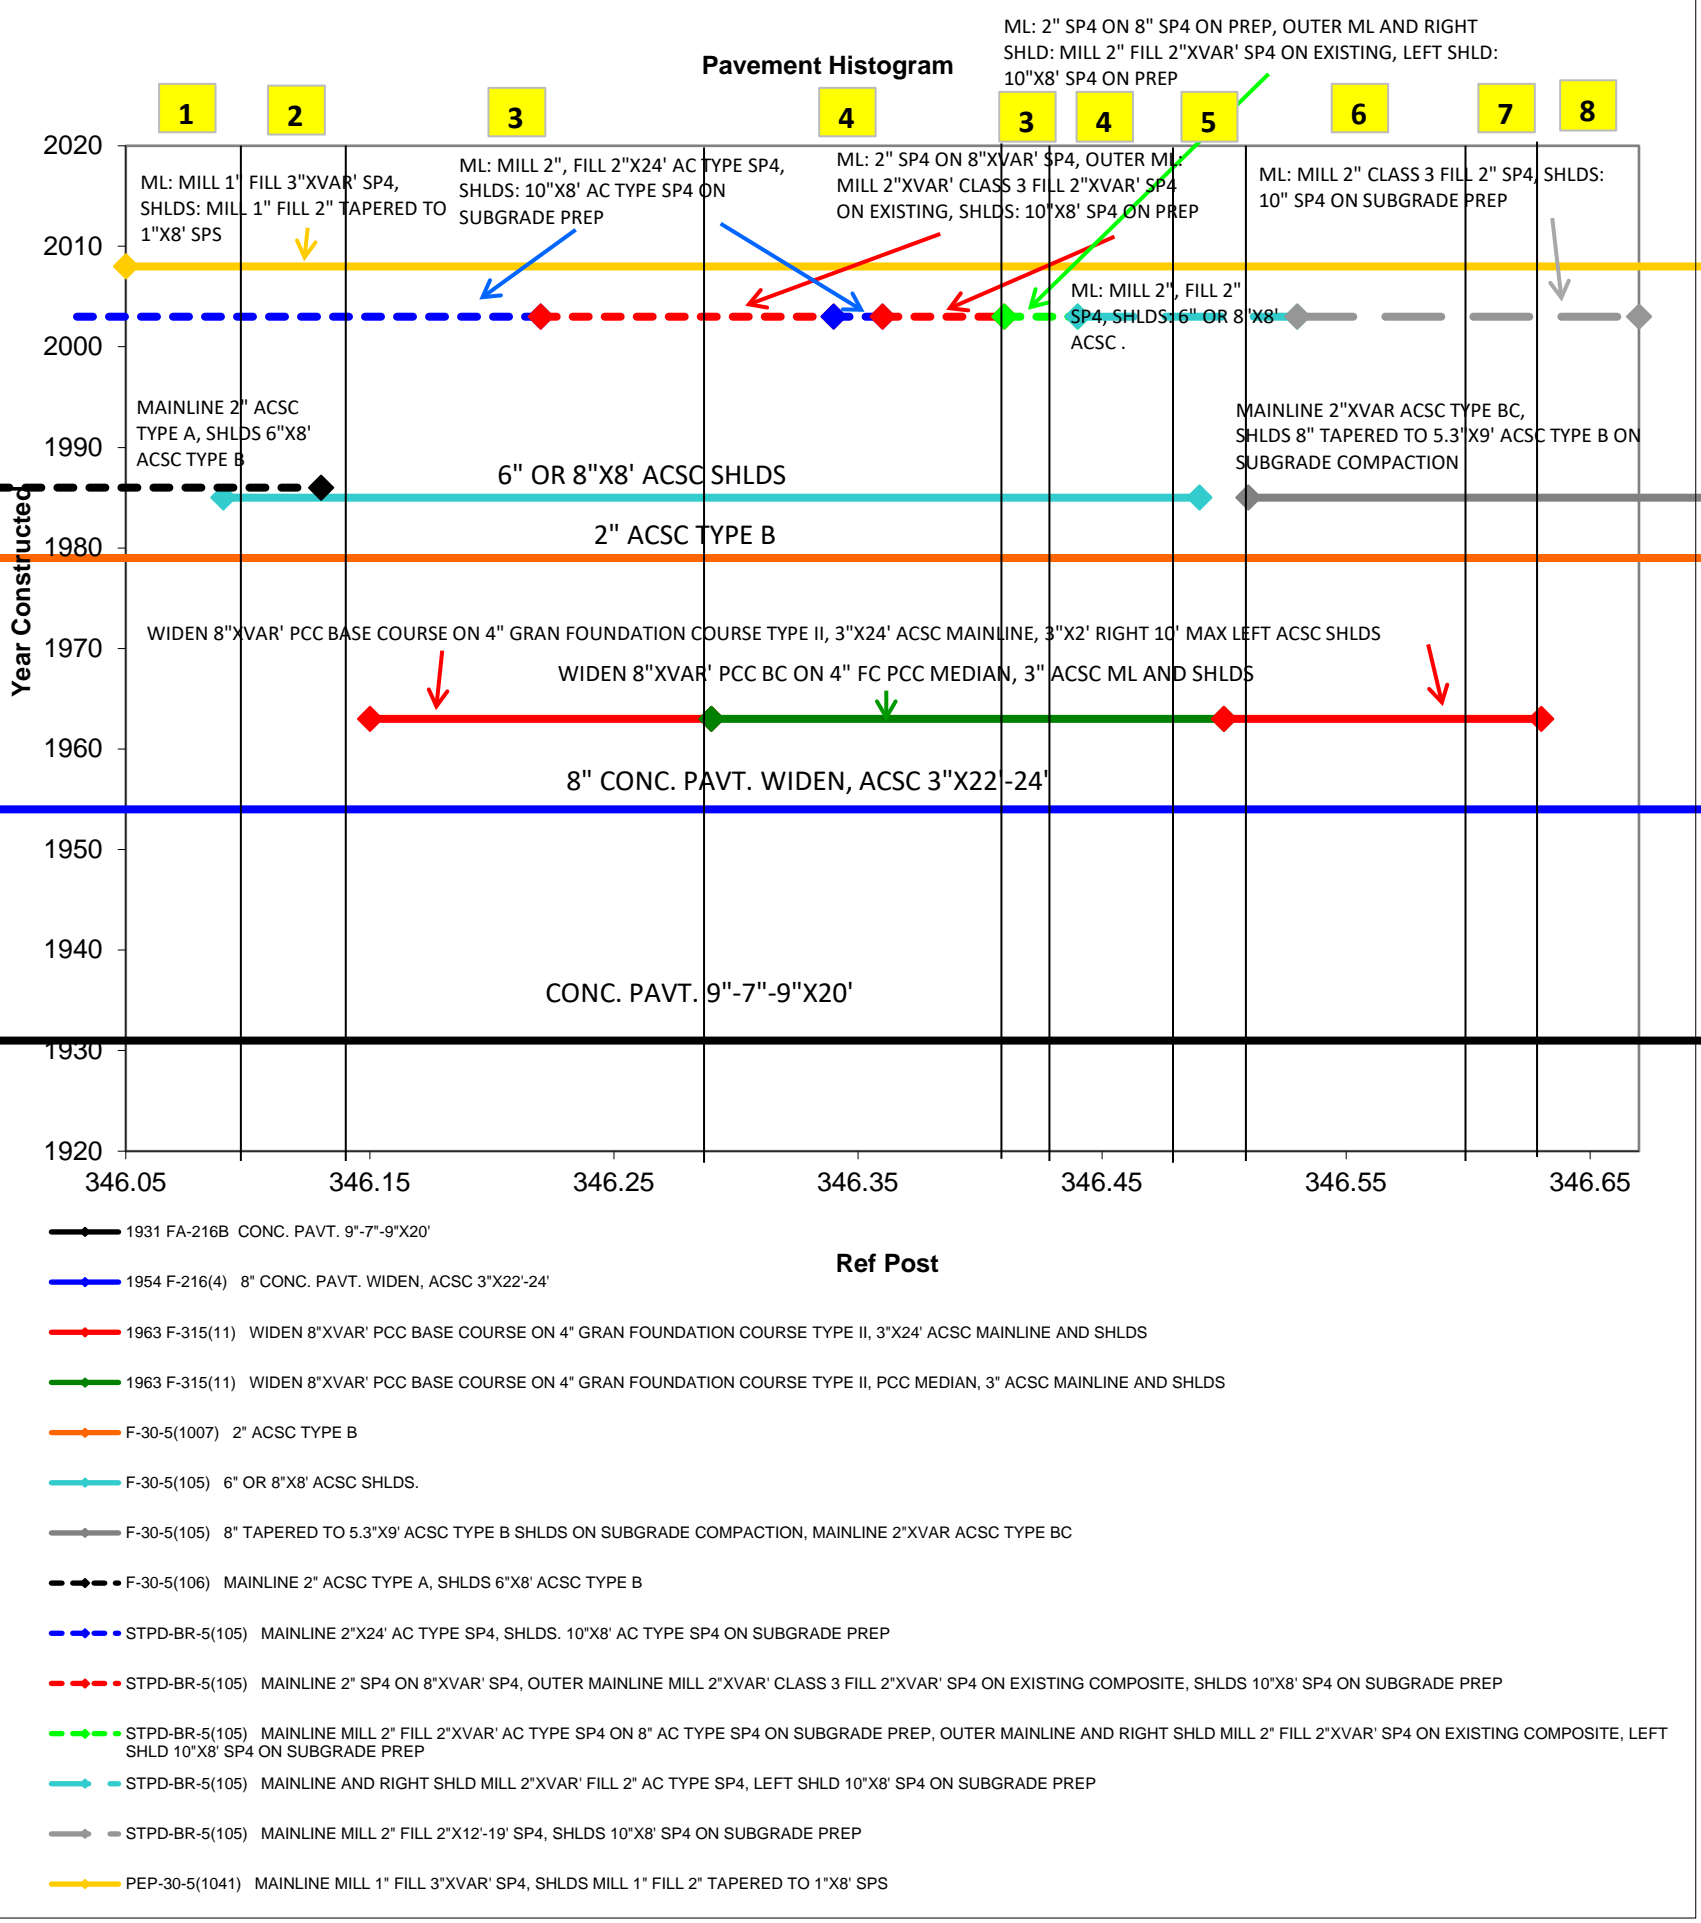 ML: 2" SP4 ON 8" SP4 ON PREP, OUTER ML AND RIGHT
SHLD: MILL 2" FILL 2"XVAR' SP4 ON EXISTING, LEFT SHLD:
10"X8' SP4 ON PREP
Pavement Histogram
1 2 3 4 3 4 5 6 7 8
2020
ML: MILL 1" FILL 3"XVAR' SP4,
SHLDS: MILL 1" FILL 2" TAPERED TO
1"X8' SPS
ML: MILL 2", FILL 2"X24' AC TYPE SP4,
SHLDS: 10"X8' AC TYPE SP4 ON
SUBGRADE PREP
ML: 2" SP4 ON 8"XVAR' SP4, OUTER ML:
MILL 2"XVAR' CLASS 3 FILL 2"XVAR' SP4
ON EXISTING, SHLDS: 10"X8' SP4 ON PREP
ML: MILL 2" CLASS 3 FILL 2" SP4, SHLDS:
10" SP4 ON SUBGRADE PREP
2010
ML: MILL 2", FILL 2"
SP4, SHLDS: 6" OR 8"X8'
ACSC .
2000
MAINLINE 2" ACSC
TYPE A, SHLDS 6"X8'
ACSC TYPE B
MAINLINE 2"XVAR ACSC TYPE BC,
SHLDS 8" TAPERED TO 5.3"X9' ACSC TYPE B ON
SUBGRADE COMPACTION
1990
6" OR 8"X8' ACSC SHLDS
2" ACSC TYPE B
1980
Year Constructed
WIDEN 8"XVAR' PCC BASE COURSE ON 4" GRAN FOUNDATION COURSE TYPE II, 3"X24' ACSC MAINLINE, 3"X2' RIGHT 10' MAX LEFT ACSC SHLDS
1970
WIDEN 8"XVAR' PCC BC ON 4" FC PCC MEDIAN, 3" ACSC ML AND SHLDS
1960
8" CONC. PAVT. WIDEN, ACSC 3"X22'-24'
1950
1940
CONC. PAVT. 9"-7"-9"X20'
1930
1920
346.05 346.15 346.25 346.35 346.45 346.55 346.65
Ref Post
1931 FA-216B CONC. PAVT. 9"-7"-9"X20'
1954 F-216(4) 8" CONC. PAVT. WIDEN, ACSC 3"X22'-24'
1963 F-315(11) WIDEN 8"XVAR' PCC BASE COURSE ON 4" GRAN FOUNDATION COURSE TYPE II, 3"X24' ACSC MAINLINE AND SHLDS
1963 F-315(11) WIDEN 8"XVAR' PCC BASE COURSE ON 4" GRAN FOUNDATION COURSE TYPE II, PCC MEDIAN, 3" ACSC MAINLINE AND SHLDS
F-30-5(1007) 2" ACSC TYPE B
F-30-5(105) 6" OR 8"X8' ACSC SHLDS.
F-30-5(105) 8" TAPERED TO 5.3"X9' ACSC TYPE B SHLDS ON SUBGRADE COMPACTION, MAINLINE 2"XVAR ACSC TYPE BC
F-30-5(106) MAINLINE 2" ACSC TYPE A, SHLDS 6"X8' ACSC TYPE B
STPD-BR-5(105) MAINLINE 2"X24' AC TYPE SP4, SHLDS. 10"X8' AC TYPE SP4 ON SUBGRADE PREP
STPD-BR-5(105) MAINLINE 2" SP4 ON 8"XVAR' SP4, OUTER MAINLINE MILL 2"XVAR' CLASS 3 FILL 2"XVAR' SP4 ON EXISTING COMPOSITE, SHLDS 10"X8' SP4 ON SUBGRADE PREP
STPD-BR-5(105) MAINLINE MILL 2" FILL 2"XVAR' AC TYPE SP4 ON 8" AC TYPE SP4 ON SUBGRADE PREP, OUTER MAINLINE AND RIGHT SHLD MILL 2" FILL 2"XVAR' SP4 ON EXISTING COMPOSITE, LEFT
SHLD 10"X8' SP4 ON SUBGRADE PREP
STPD-BR-5(105) MAINLINE AND RIGHT SHLD MILL 2"XVAR' FILL 2" AC TYPE SP4, LEFT SHLD 10"X8' SP4 ON SUBGRADE PREP
STPD-BR-5(105) MAINLINE MILL 2" FILL 2"X12'-19' SP4, SHLDS 10"X8' SP4 ON SUBGRADE PREP
PEP-30-5(1041) MAINLINE MILL 1" FILL 3"XVAR' SP4, SHLDS MILL 1" FILL 2" TAPERED TO 1"X8' SPS